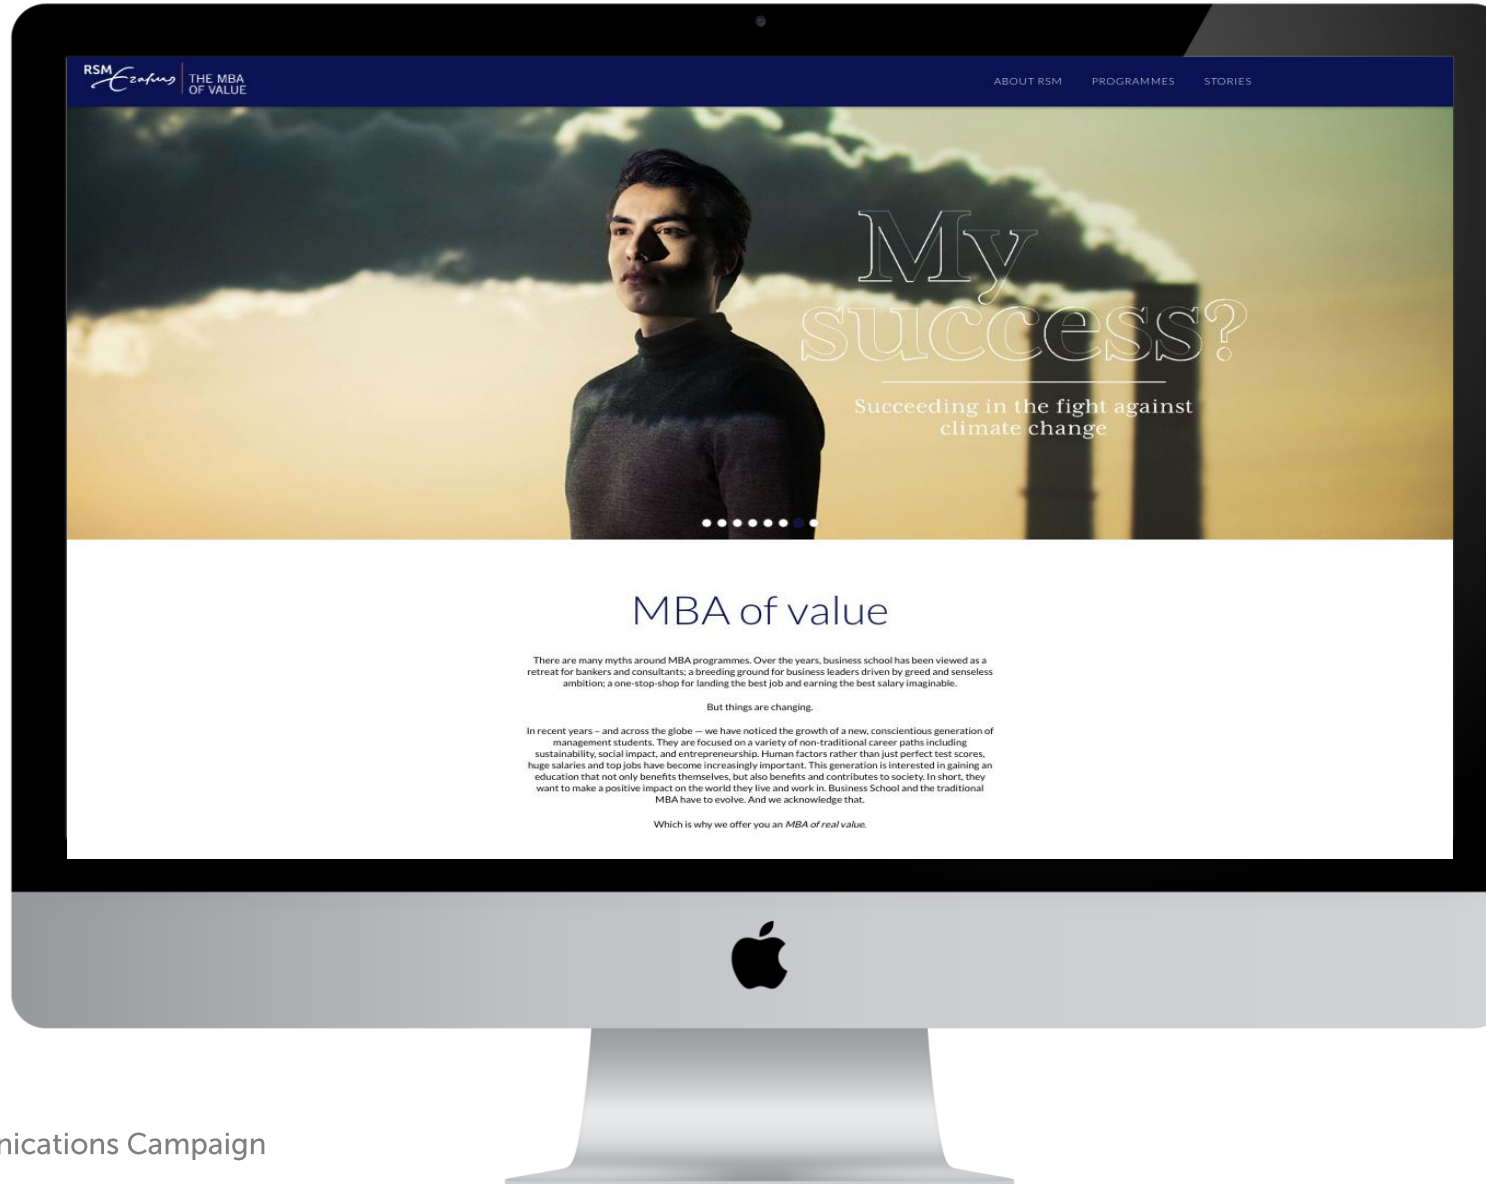 RSM Erasmus
THE MBA
OF VALUE
ABOUT RSM PROGRAMMES STORIES
My
success?
Succeeding in the fight against
climate change
MBA of value
There are many myths around MBA programmes. Over the years, business school has been viewed as a
retreat for bankers and consultants; a breeding ground for business leaders driven by greed and senseless
ambition; a one-stop-shop for landing the best job and earning the best salary imaginable.
But things are changing.
In recent years – and across the globe — we have noticed the growth of a new, conscientious generation of
management students. They are focused on a variety of non-traditional career paths including
sustainability, social impact, and entrepreneurship. Human factors rather than just perfect test scores,
huge salaries and top jobs have become increasingly important. This generation is interested in gaining an
education that not only benefits themselves, but also benefits and contributes to society. In short, they
want to make a positive impact on the world they live and work in. Business School and the traditional
MBA have to evolve. And we acknowledge that.
Which is why we offer you an MBA of real value.
nications Campaign